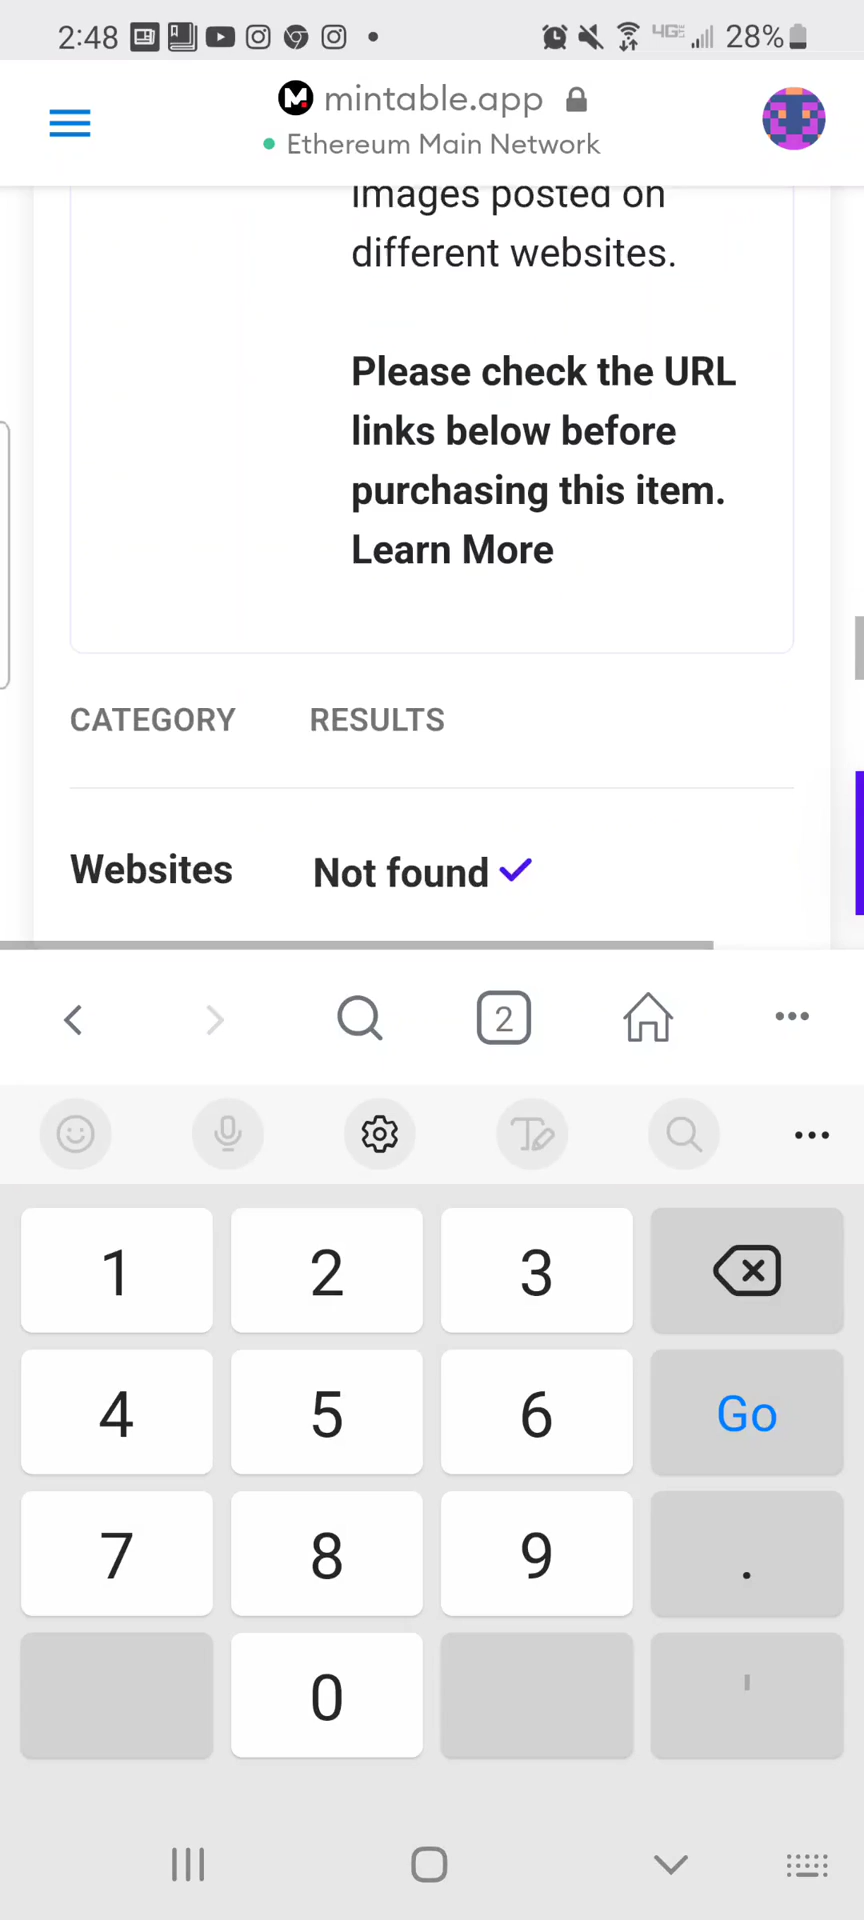 2:48 4GE 28%
M mintable.app
Ethereum Main Network
images posted on
different websites.
Please check the URL
links below before
purchasing this item.
Learn More
CATEGORY RESULTS
Websites Not found
2
1 2 3
4 5 6 Go
7 8 9 .
0 '